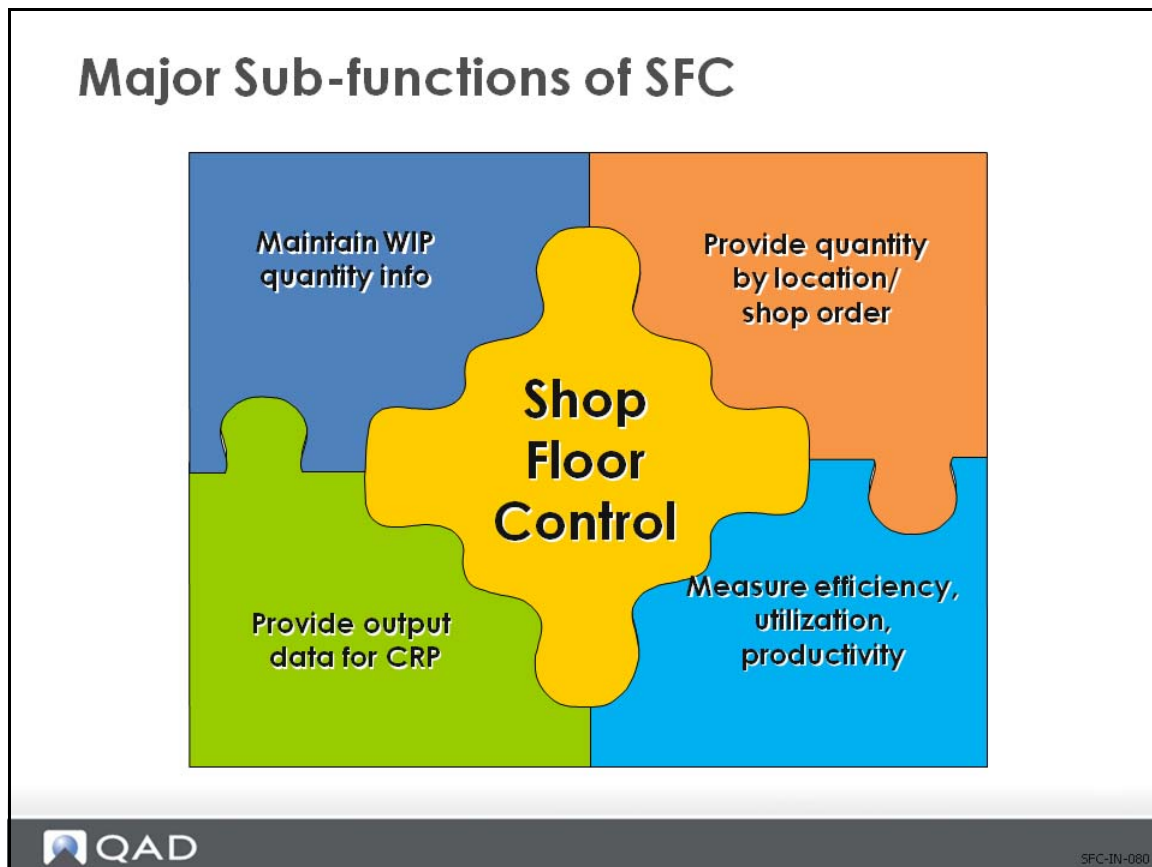 Major Sub-functions of SFC
Maintain WIP
quantity info
Provide quantity
by location/
shop order
Shop
Floor
Control
Provide output
data for CRP
Measure efficiency,
utilization,
productivity
QAD
SFC-IN-080